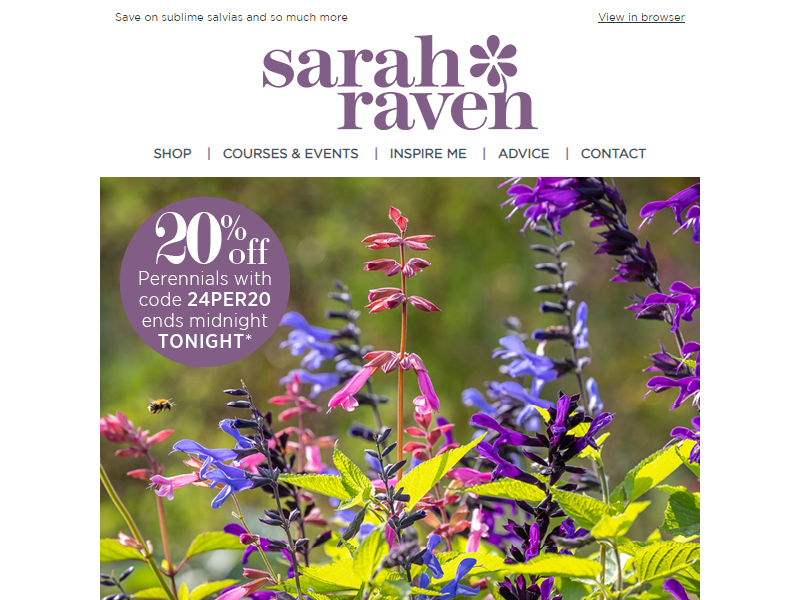 Save on sublime salvias and so much more
View in browser
sarah
raven
SHOP | COURSES & EVENTS | INSPIRE ME | ADVICE | CONTACT
20% off
Perennials with
code 24PER20
ends midnight
TONIGHT*